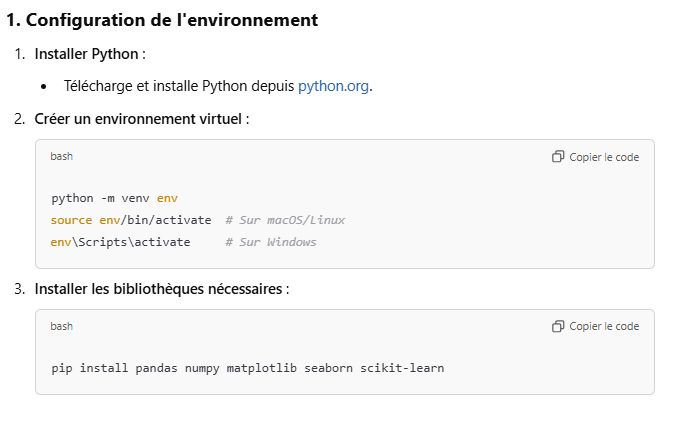 1. Configuration de l'environnement
1. Installer Python :
• Télécharge et installe Python depuis python.org.
2. Créer un environnement virtuel :
bash Copier le code
python -m venv env
source env/bin/activate  # Sur macOS/Linux
env\Scripts\activate     # Sur Windows
3. Installer les bibliothèques nécessaires :
bash Copier le code
pip install pandas numpy matplotlib seaborn scikit-learn